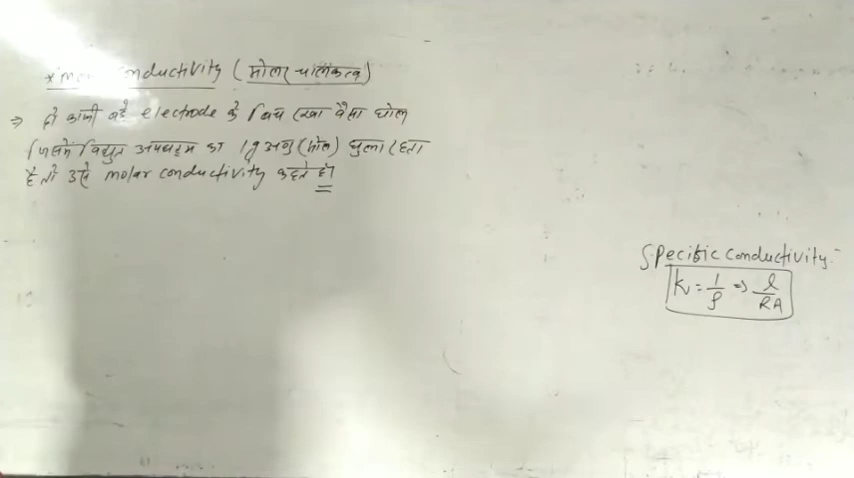 * conductivity (मोलर चालकत्व)
⇒ दो काफी बड़े electrode के बिच रखा वैसा घोल
जिसमे विद्युत अपघट्य का 1g अणु (मोल) घुला रहता
है तो उसे molar conductivity कहते हैं।
Specific conductivity:-
K = 1/ρ ⇒ l/RA